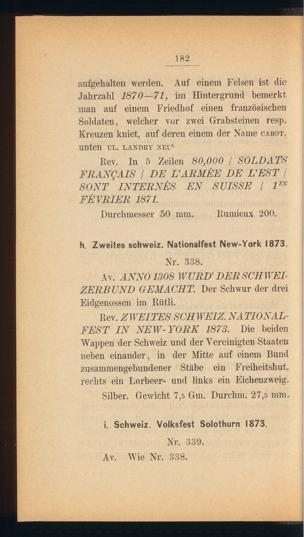 182
aufgehalten werden. Auf einem Felsen ist die
Jahrzahl 1870—71, im Hintergrund bemerkt
man auf einem Friedhof einen französischen
Soldaten, welcher vor zwei Grabsteinen resp.
Kreuzen kniet, auf deren einem der Name CABOT,
unten UL. LANDRY NEUᵗ
Rev. In 5 Zeilen 80,000 | SOLDATS
FRANÇAIS | DE L'ARMÉE DE L'EST |
SONT INTERNÉS EN SUISSE | 1ER
FÉVRIER 1871.
Durchmesser 50 mm. Rumieux 200.
h. Zweites schweiz. Nationalfest New-York 1873.
Nr. 338.
Av. ANNO 1308 WURD' DER SCHWEI-
ZERBUND GEMACHT. Der Schwur der drei
Eidgenossen im Rütli.
Rev. ZWEITES SCHWEIZ. NATIONAL-
FEST IN NEW-YORK 1873. Die beiden
Wappen der Schweiz und der Vereinigten Staaten
neben einander, in der Mitte auf einem Bund
zusammengebundener Stäbe ein Freiheitshut,
rechts ein Lorbeer- und links ein Eichenzweig.
Silber. Gewicht 7,5 Gm. Durchm. 27,5 mm.
i. Schweiz. Volksfest Solothurn 1873.
Nr. 339.
Av. Wie Nr. 338.